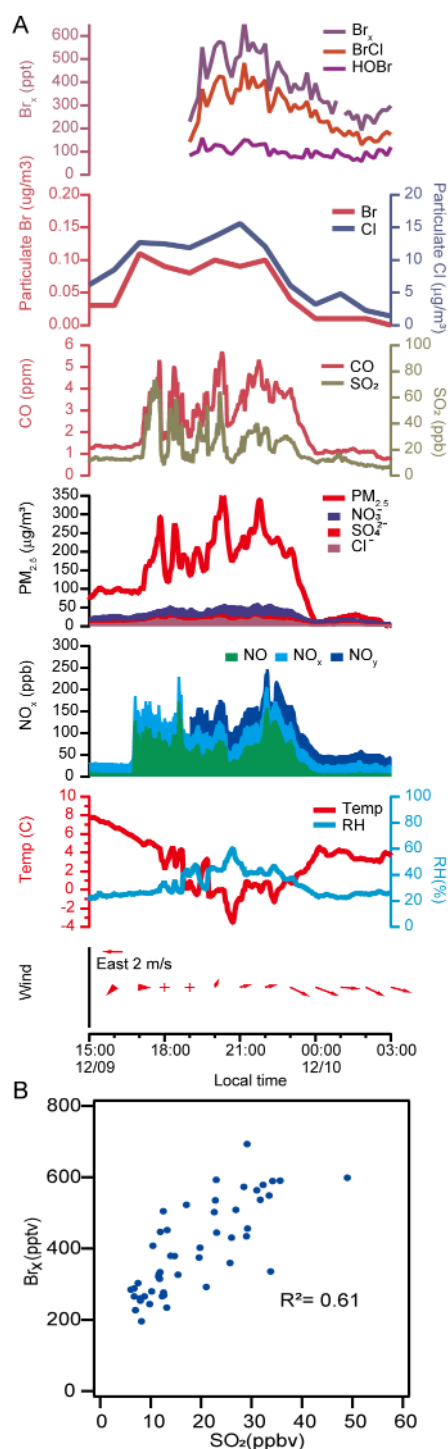 A
Br_x (ppt)
600
500
400
300
200
100
0
Br_x
BrCl
HOBr
Particulate Br (ug/m3)
0.20
0.15
0.10
0.05
0.00
Br
Cl
20
15
10
5
0
Particulate Cl (µg/m³)
CO (ppm)
6
5
4
3
2
1
0
CO
SO₂
100
80
60
40
20
0
SO₂ (ppb)
PM₂.₅ (µg/m³)
350
300
250
200
150
100
50
0
PM₂.₅
NO₃⁻
SO₄²⁻
Cl⁻
NOₓ (ppb)
300
250
200
150
100
50
0
NO
NOₓ
NO_y
Temp (C)
10
8
6
4
2
0
-2
-4
Temp
RH
100
80
60
40
20
0
RH(%)
Wind
East 2 m/s
15:00 18:00 21:00 00:00 03:00
12/09 12/10
Local time
B
Brₓ(pptv)
800
600
400
200
0
R²= 0.61
0 10 20 30 40 50 60
SO₂(ppbv)